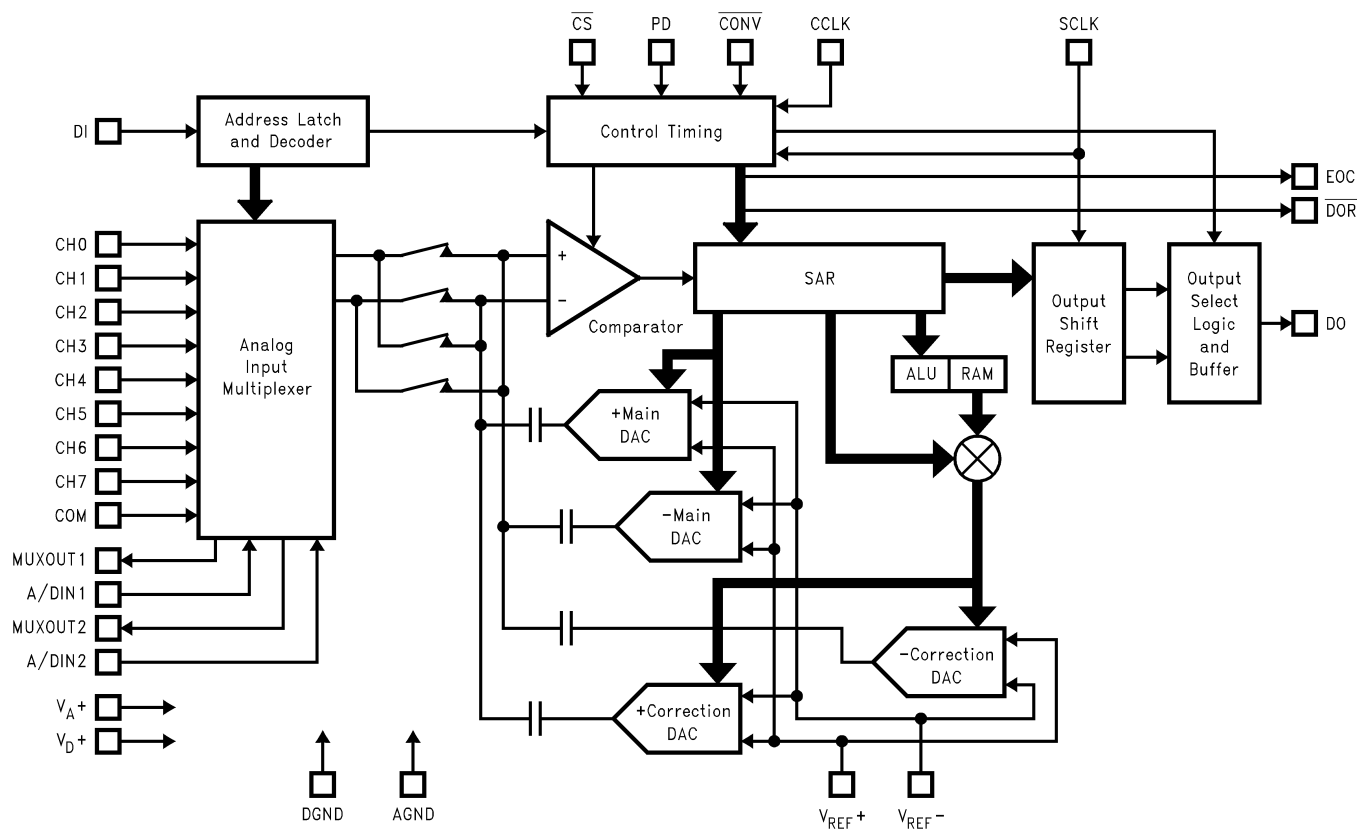 CS PD CONV CCLK SCLK
DI
Address Latch
and Decoder
Control Timing
EOC
DOR
CH0
CH1
CH2
CH3
CH4
CH5
CH6
CH7
COM
MUXOUT1
A/DIN1
MUXOUT2
A/DIN2
VA+
VD+
DGND
AGND
Analog
Input
Multiplexer
+
−
Comparator
SAR
ALU RAM
Output
Shift
Register
Output
Select
Logic
and
Buffer
DO
+Main
DAC
−Main
DAC
−Correction
DAC
+Correction
DAC
VREF+
VREF−